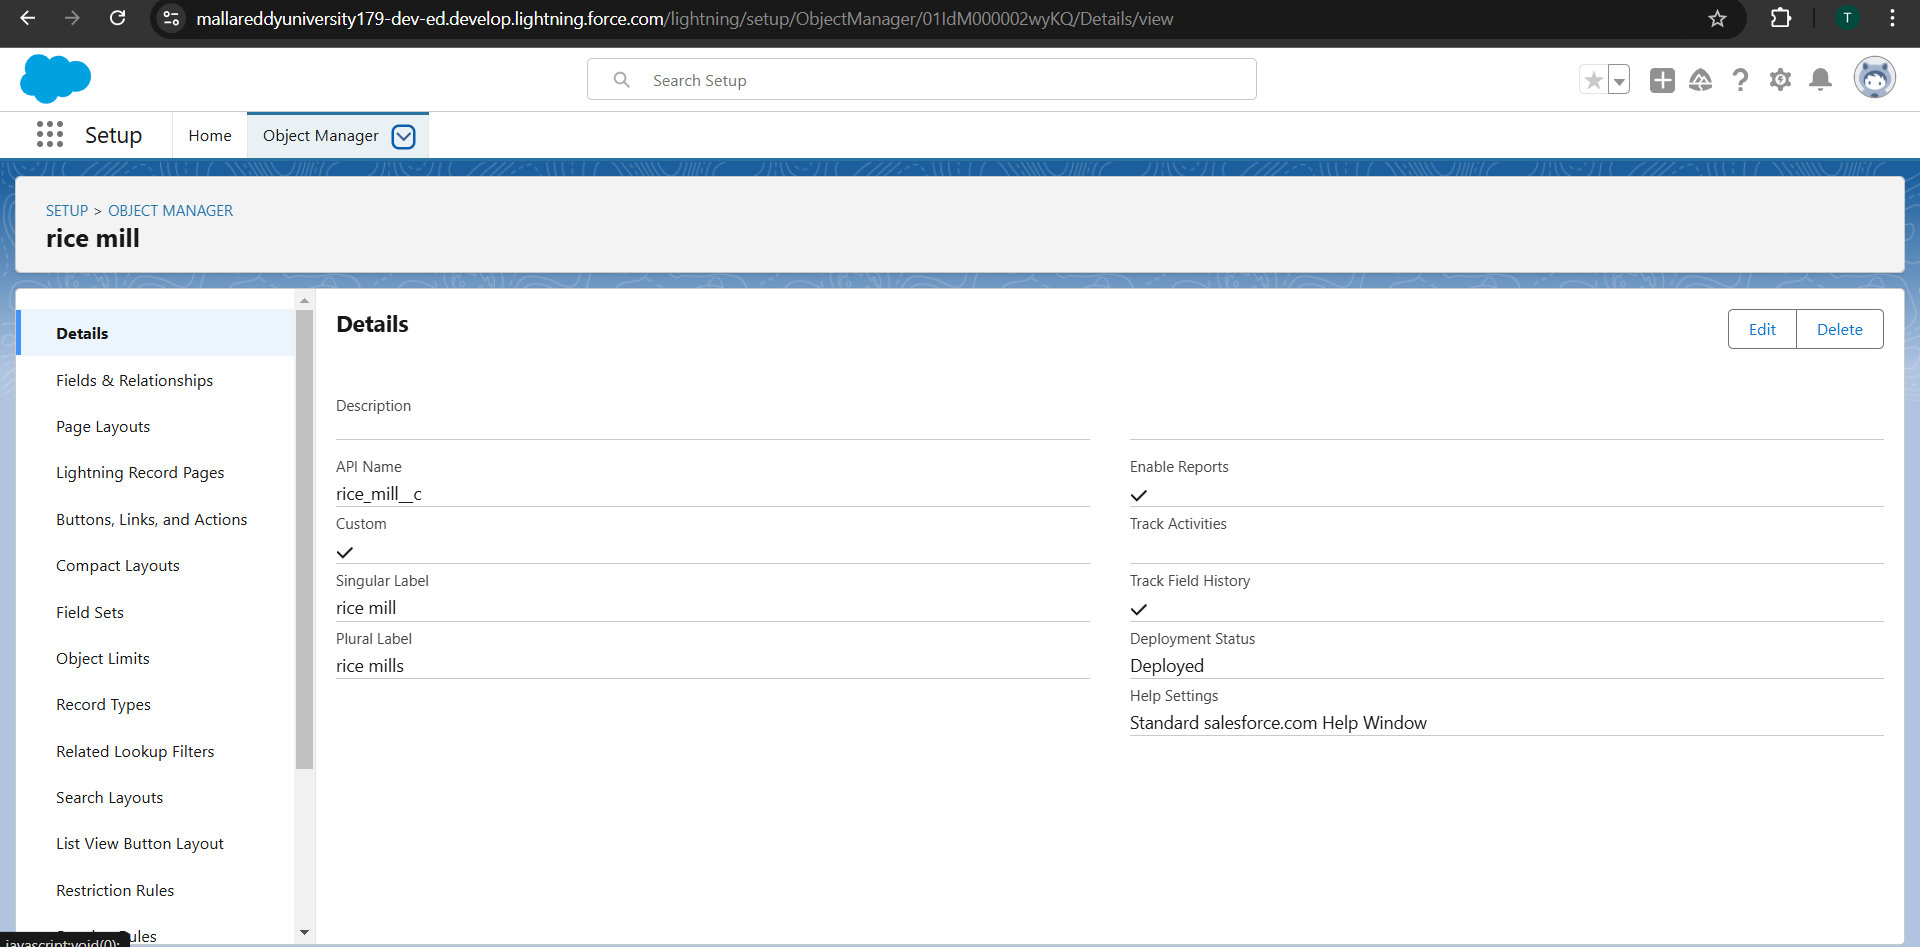 mallareddyuniversity179-dev-ed.develop.lightning.force.com/lightning/setup/ObjectManager/01IdM000002wyKQ/Details/view
T
Search Setup
Setup
Home
Object Manager
SETUP > OBJECT MANAGER
rice mill
Details
Fields & Relationships
Page Layouts
Lightning Record Pages
Buttons, Links, and Actions
Compact Layouts
Field Sets
Object Limits
Record Types
Related Lookup Filters
Search Layouts
List View Button Layout
Restriction Rules
Rules
javascript:void(0);
Details
Edit
Delete
Description
API Name
rice_mill__c
Custom
Singular Label
rice mill
Plural Label
rice mills
Enable Reports
Track Activities
Track Field History
Deployment Status
Deployed
Help Settings
Standard salesforce.com Help Window